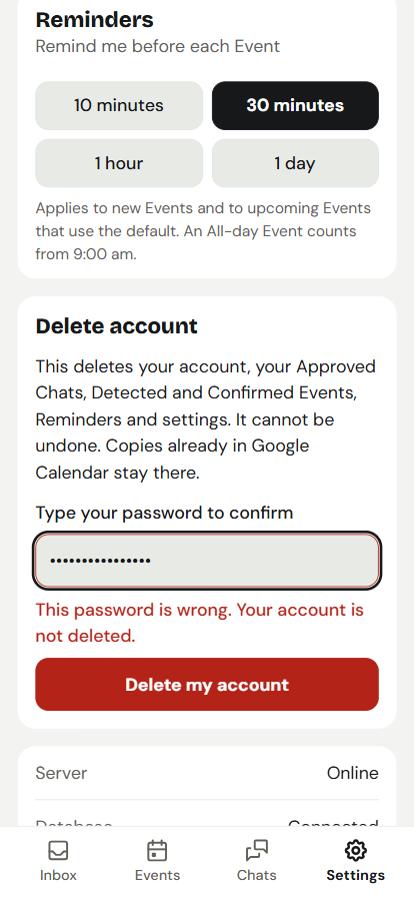 Reminders
Remind me before each Event
10 minutes
30 minutes
1 hour
1 day
Applies to new Events and to upcoming Events
that use the default. An All-day Event counts
from 9:00 am.
Delete account
This deletes your account, your Approved
Chats, Detected and Confirmed Events,
Reminders and settings. It cannot be
undone. Copies already in Google
Calendar stay there.
Type your password to confirm
••••••••••••••••
This password is wrong. Your account is
not deleted.
Delete my account
Server
Online
Database
Connected
Inbox
Events
Chats
Settings